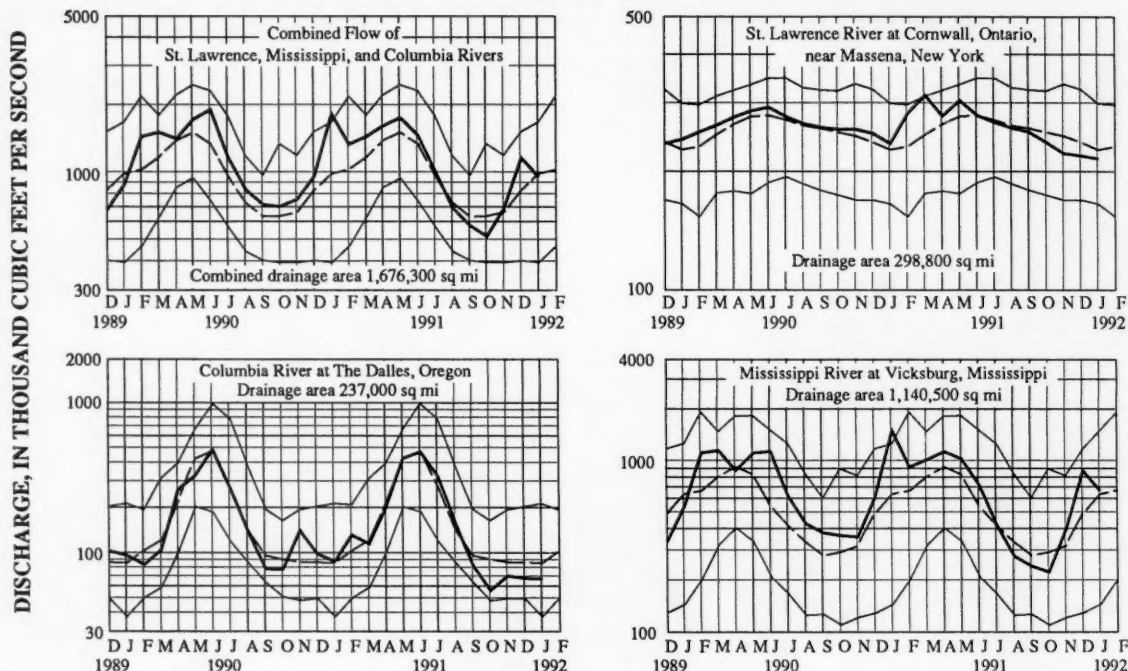 DISCHARGE, IN THOUSAND CUBIC FEET PER SECOND
5000
1000
300
Combined Flow of
St. Lawrence, Mississippi, and Columbia Rivers
Combined drainage area 1,676,300 sq mi
D J F M A M J J A S O N D J F M A M J J A S O N D J F
1989 1990 1991 1992
500
100
St. Lawrence River at Cornwall, Ontario,
near Massena, New York
Drainage area 298,800 sq mi
D J F M A M J J A S O N D J F M A M J J A S O N D J F
1989 1990 1991 1992
2000
1000
100
30
Columbia River at The Dalles, Oregon
Drainage area 237,000 sq mi
D J F M A M J J A S O N D J F M A M J J A S O N D J F
1989 1990 1991 1992
4000
1000
100
Mississippi River at Vicksburg, Mississippi
Drainage area 1,140,500 sq mi
D J F M A M J J A S O N D J F M A M J J A S O N D J F
1989 1990 1991 1992